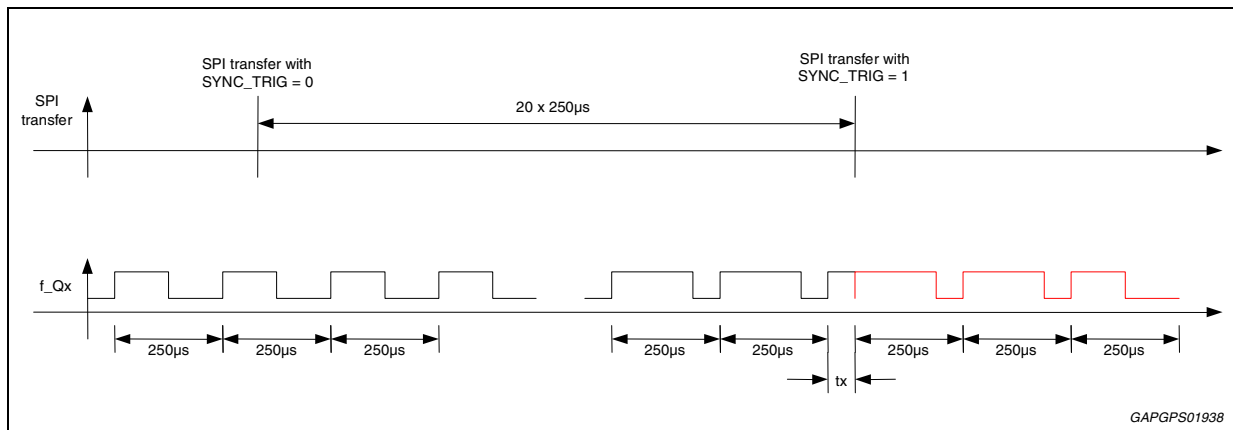 SPI transfer with
SYNC_TRIG = 0
SPI transfer with
SYNC_TRIG = 1
SPI
transfer
20 x 250µs
f_Qx
250µs
250µs
250µs
250µs
250µs
250µs
250µs
250µs
tx
GAPGPS01938